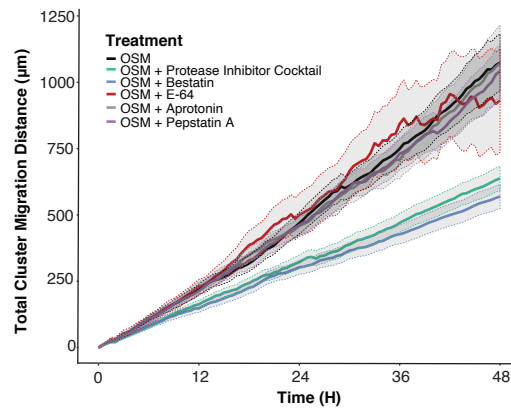 Total Cluster Migration Distance (µm)
1250
1000
750
500
250
0
Treatment
OSM
OSM + Protease Inhibitor Cocktail
OSM + Bestatin
OSM + E-64
OSM + Aprotonin
OSM + Pepstatin A
0 12 24 36 48
Time (H)